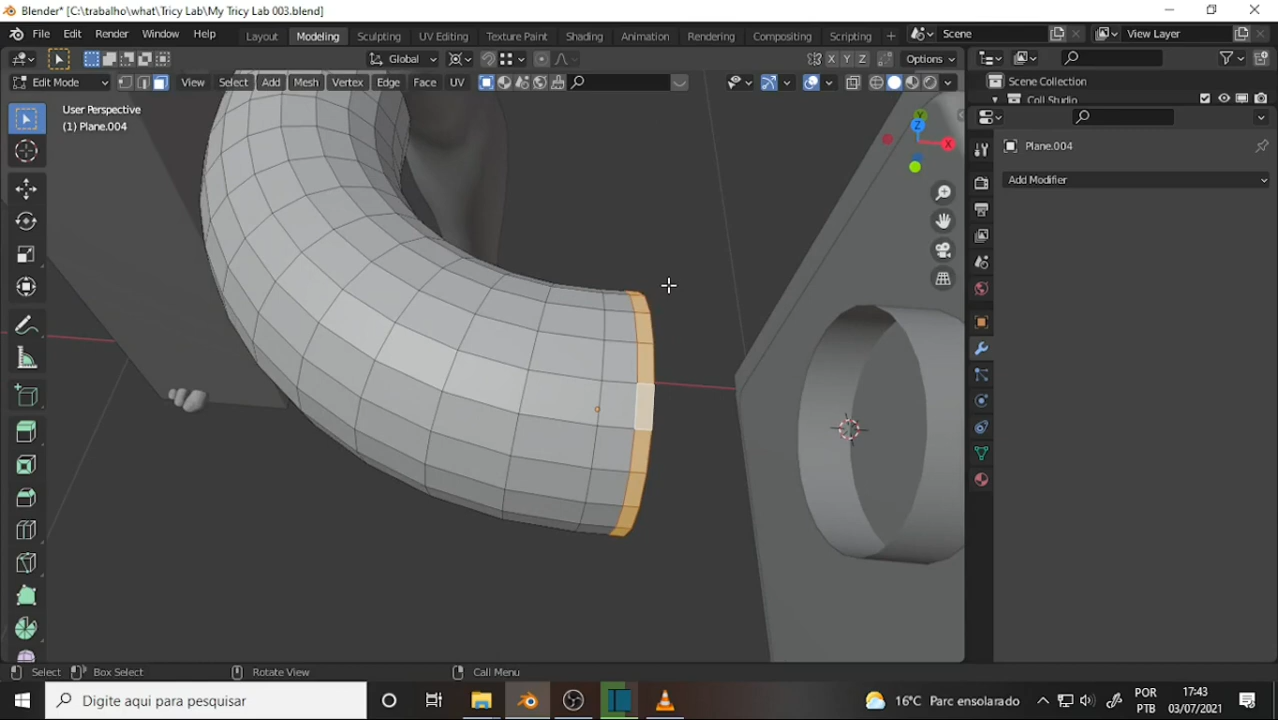 Blender* [C:\trabalho\what\Tricy Lab\My Tricy Lab 003.blend]
File Edit Render Window Help Layout Modeling Sculpting UV Editing Texture Paint Shading Animation Rendering Compositing Scripting + Scene View Layer
Global X Y Z Options
Edit Mode View Select Add Mesh Vertex Edge Face UV
Scene Collection
Coll Studio
User Perspective
(1) Plane.004
Y
Z
X
Plane.004
Add Modifier
Select Box Select Rotate View Call Menu
Digite aqui para pesquisar
16°C Parc ensolarado
POR
PTB
17:43
03/07/2021